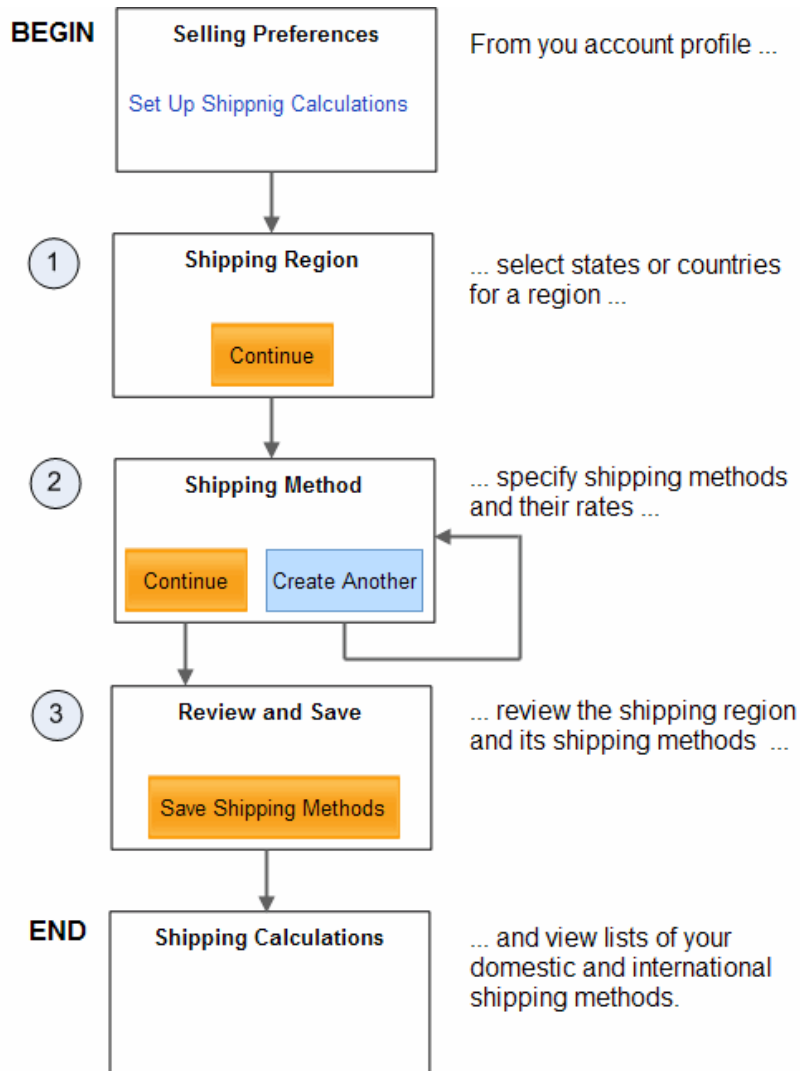 BEGIN
Selling Preferences
From you account profile ...
Set Up Shippnig Calculations
1
Shipping Region
... select states or countries
for a region ...
Continue
2
Shipping Method
... specify shipping methods
and their rates ...
Continue
Create Another
3
Review and Save
... review the shipping region
and its shipping methods ...
Save Shipping Methods
END
Shipping Calculations
... and view lists of your
domestic and international
shipping methods.